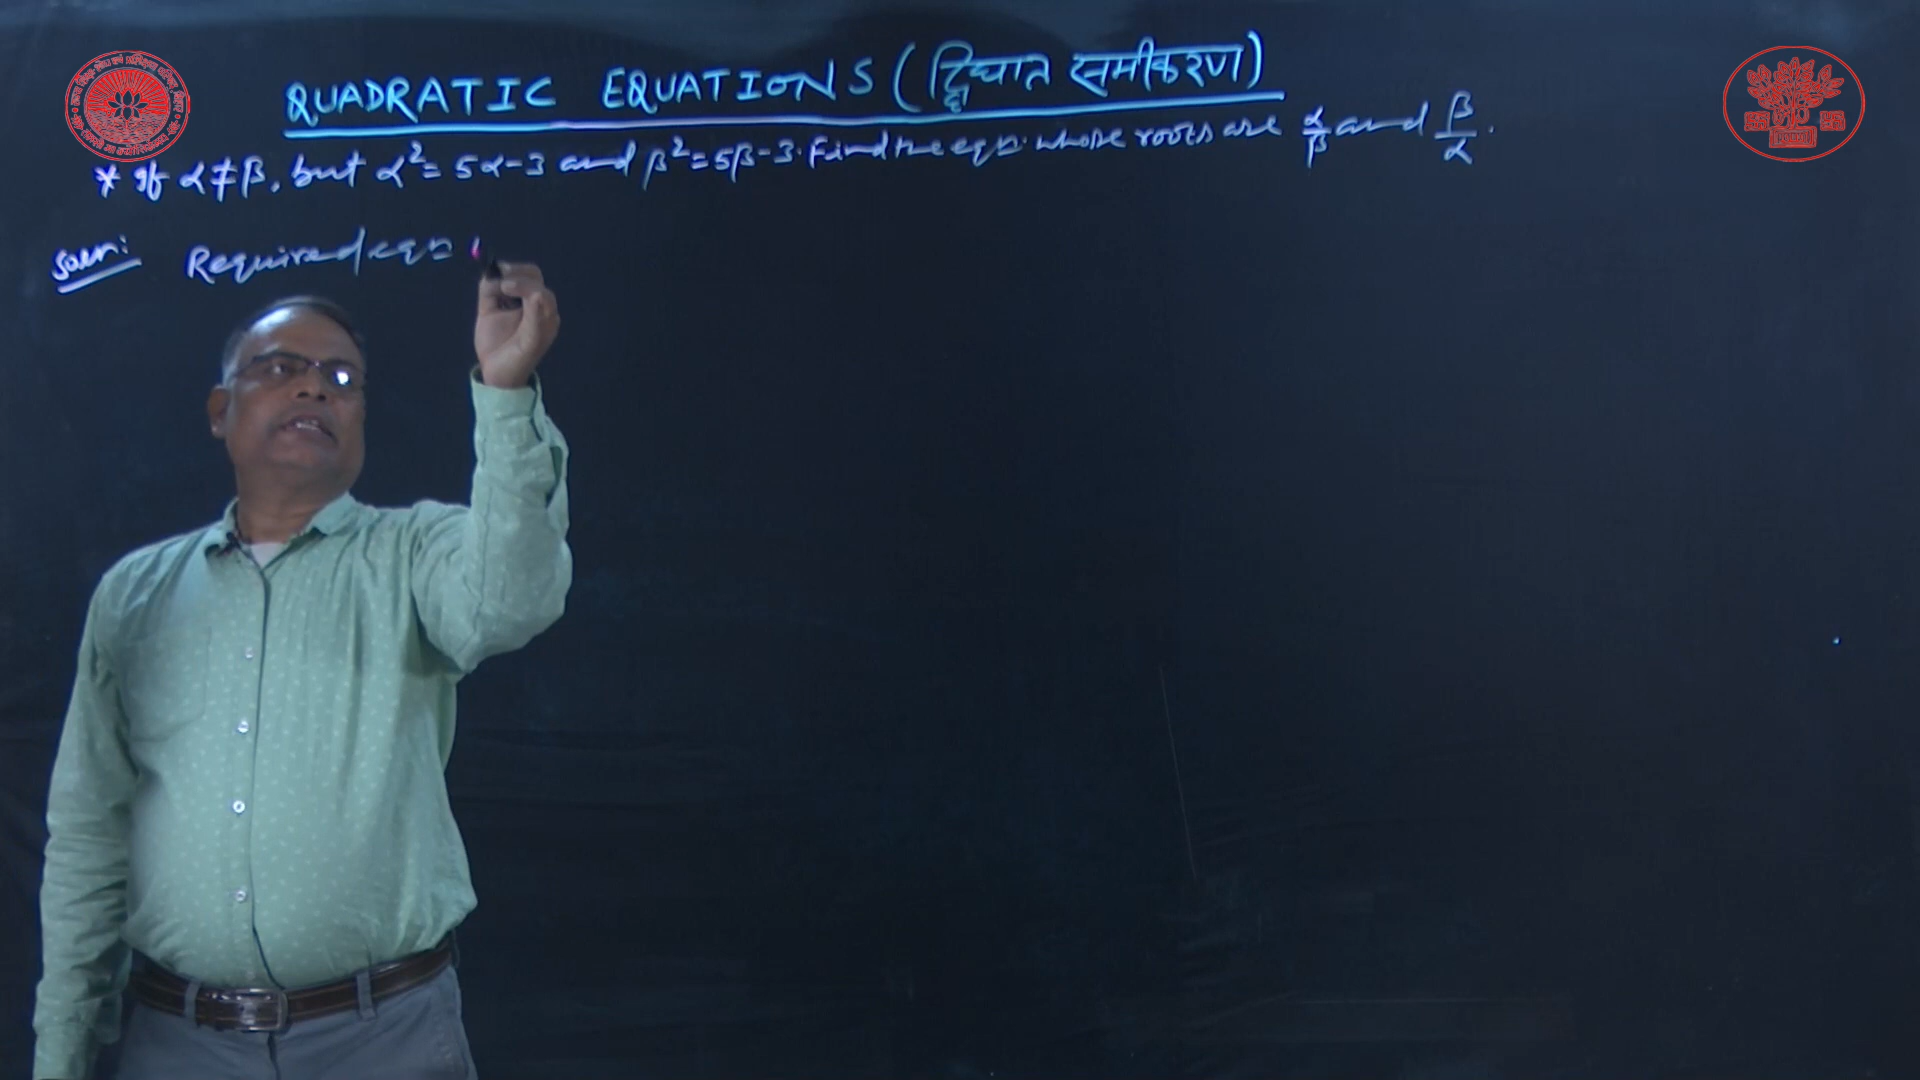 QUADRATIC EQUATIONS (द्विघात समीकरण)
* If α ≠ β, but α² = 5α-3 and β² = 5β-3. Find the eqn. whose roots are α/β and β/α.
Soln:
Required eqn